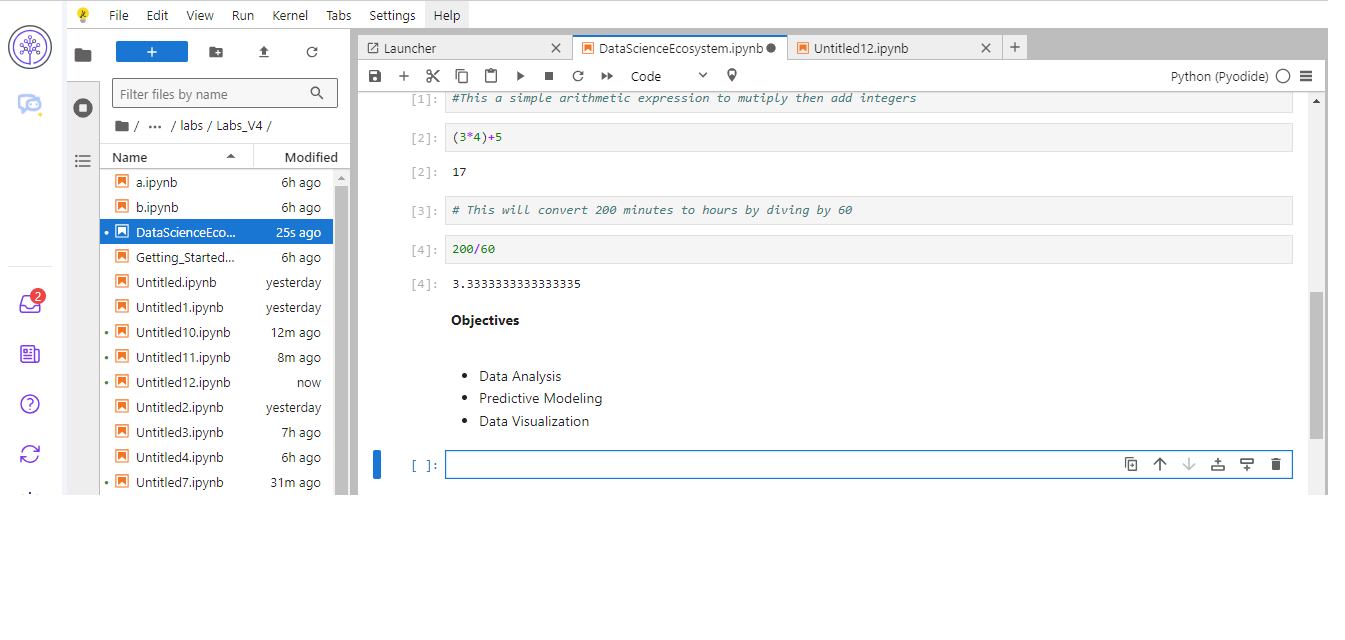 File Edit View Run Kernel Tabs Settings Help
+
Filter files by name
/ ... / labs / Labs_V4 /
Name Modified
a.ipynb 6h ago
b.ipynb 6h ago
DataScienceEco... 25s ago
Getting_Started... 6h ago
Untitled.ipynb yesterday
Untitled1.ipynb yesterday
Untitled10.ipynb 12m ago
Untitled11.ipynb 8m ago
Untitled12.ipynb now
Untitled2.ipynb yesterday
Untitled3.ipynb 7h ago
Untitled4.ipynb 6h ago
Untitled7.ipynb 31m ago
2
Launcher
DataScienceEcosystem.ipynb
Untitled12.ipynb
Code
Python (Pyodide)
[1]: #This a simple arithmetic expression to mutiply then add integers
[2]: (3*4)+5
[2]: 17
[3]: # This will convert 200 minutes to hours by diving by 60
[4]: 200/60
[4]: 3.3333333333333335
Objectives
• Data Analysis
• Predictive Modeling
• Data Visualization
[ ]: